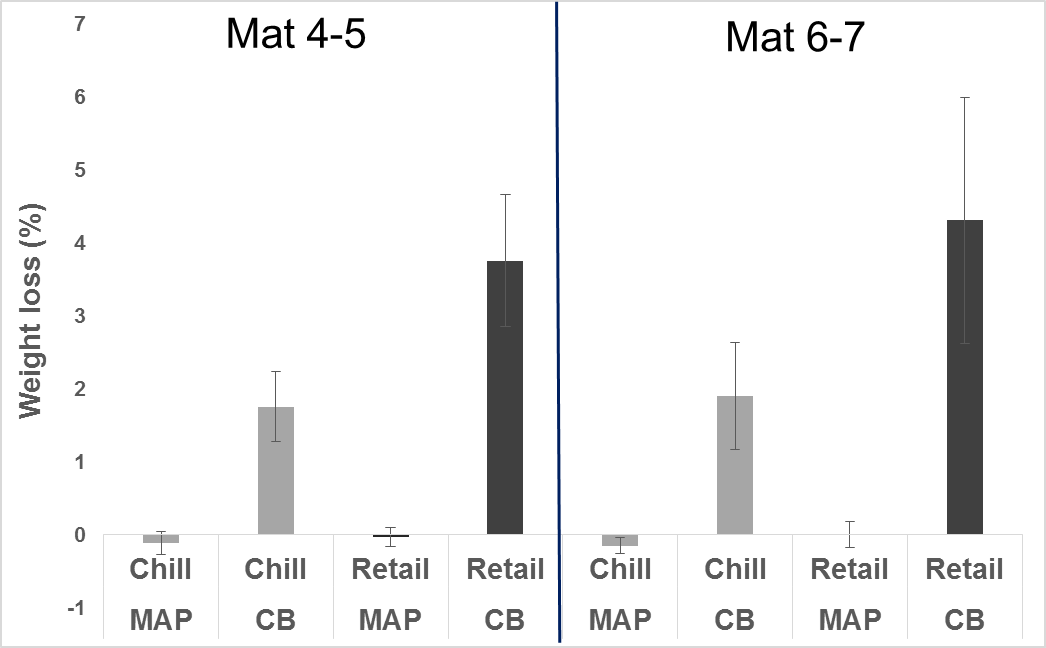 Mat 4-5
Mat 6-7
Weight loss (%)
7
6
5
4
3
2
1
0
-1
Chill Chill Retail Retail Chill Chill Retail Retail
MAP CB MAP CB MAP CB MAP CB